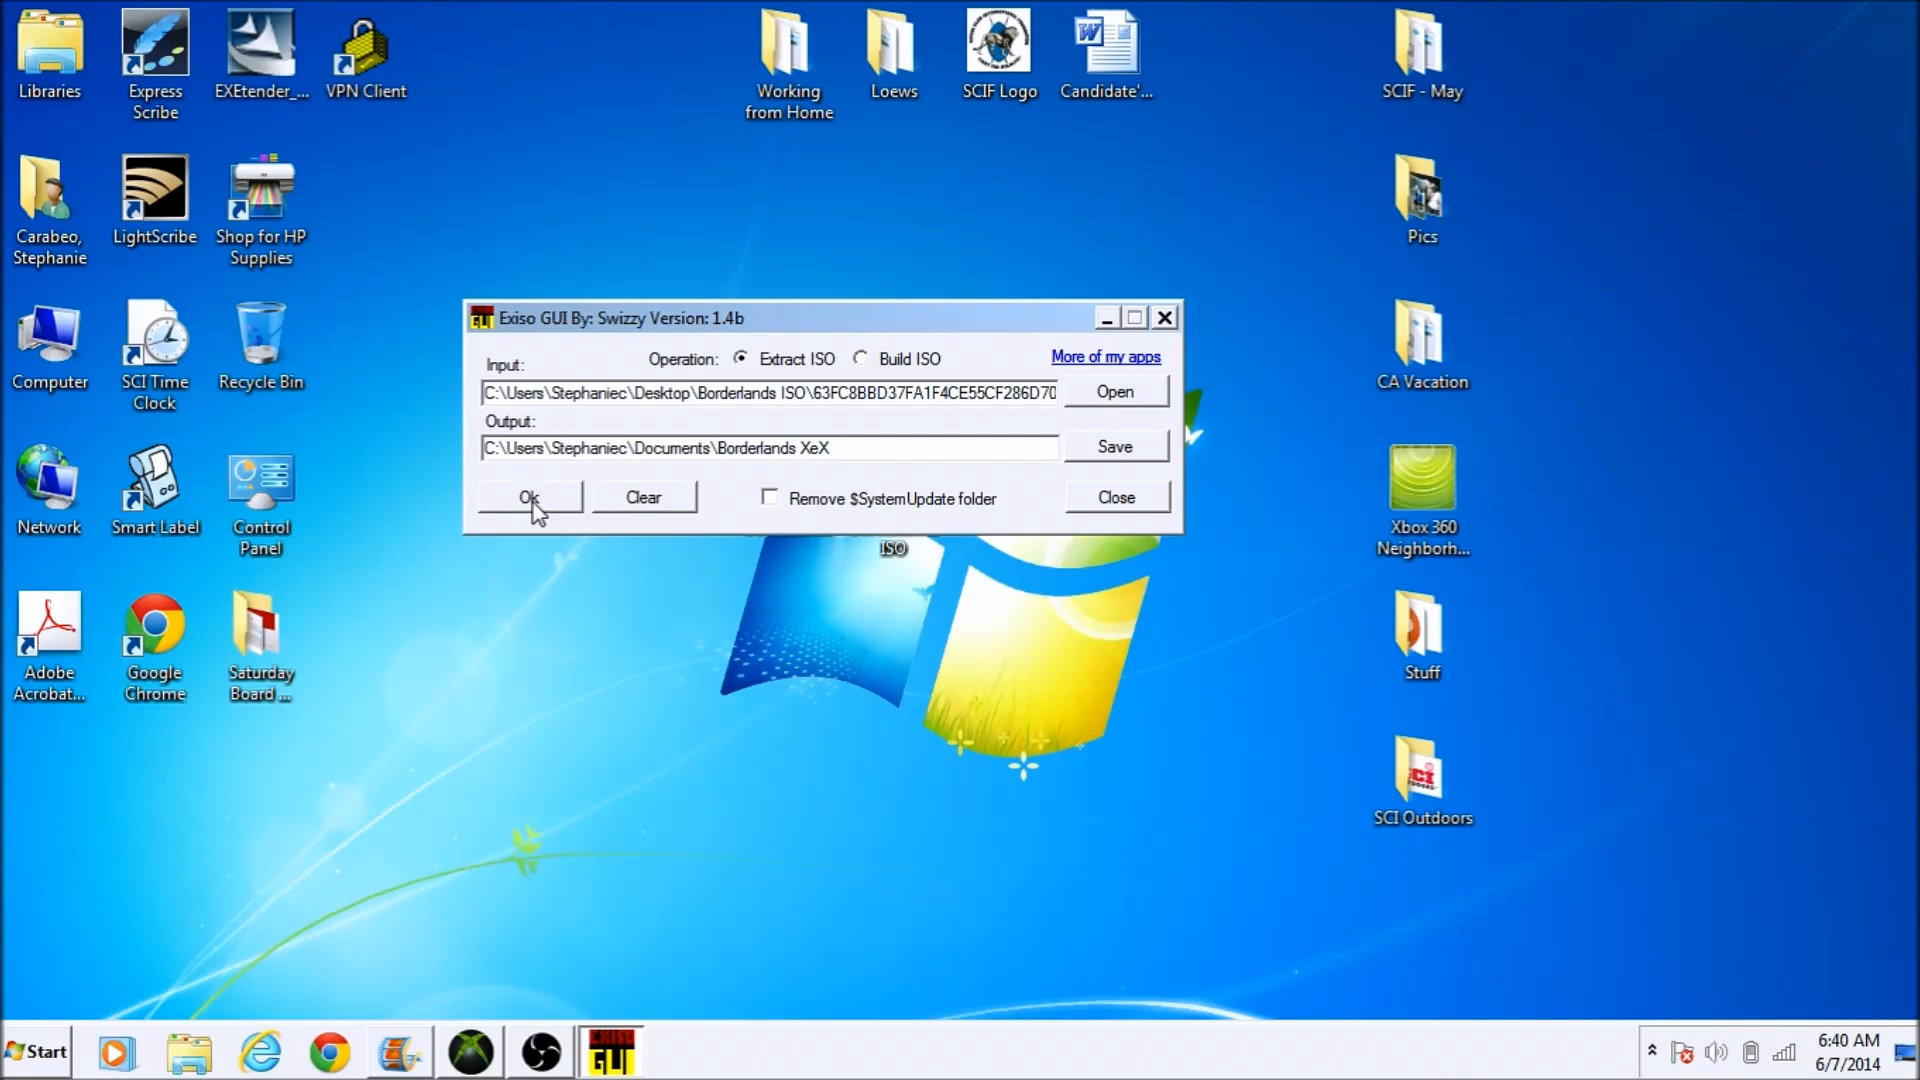 Libraries
Express
Scribe
EXEtender_...
VPN Client
Working
from Home
Loews
SCIF Logo
Candidate'...
SCIF - May
Carabeo,
Stephanie
LightScribe
Shop for HP
Supplies
Pics
Computer
SCI Time
Clock
Recycle Bin
CA Vacation
Exiso GUI By: Swizzy Version: 1.4b
Input:
Operation:
Extract ISO
Build ISO
More of my apps
C:\Users\Stephaniec\Desktop\Borderlands ISO\63FC8BBD37FA1F4CE55CF286D70
Open
Output:
C:\Users\Stephaniec\Documents\Borderlands XeX
Save
Ok
Clear
Remove $SystemUpdate folder
Close
ISO
Network
Smart Label
Control
Panel
Xbox 360
Neighborh...
Adobe
Acrobat...
Google
Chrome
Saturday
Board ...
Stuff
SCI Outdoors
Start
EXISO
GUI
6:40 AM
6/7/2014